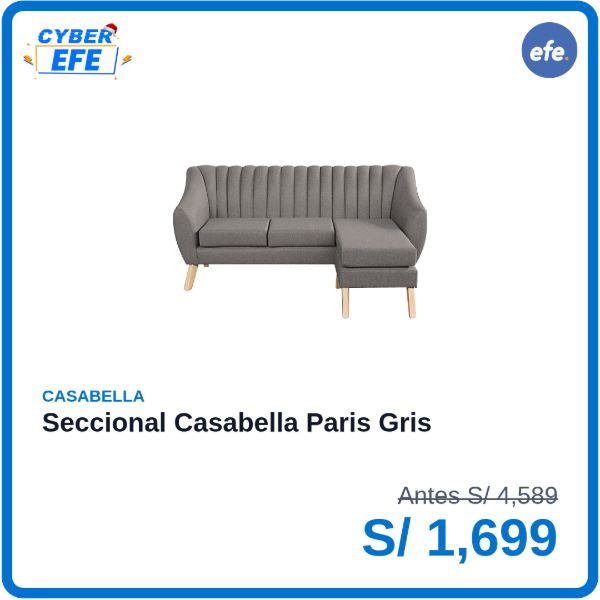 CYBER
EFE
efe.
CASABELLA
Seccional Casabella Paris Gris
Antes S/ 4,589
S/ 1,699